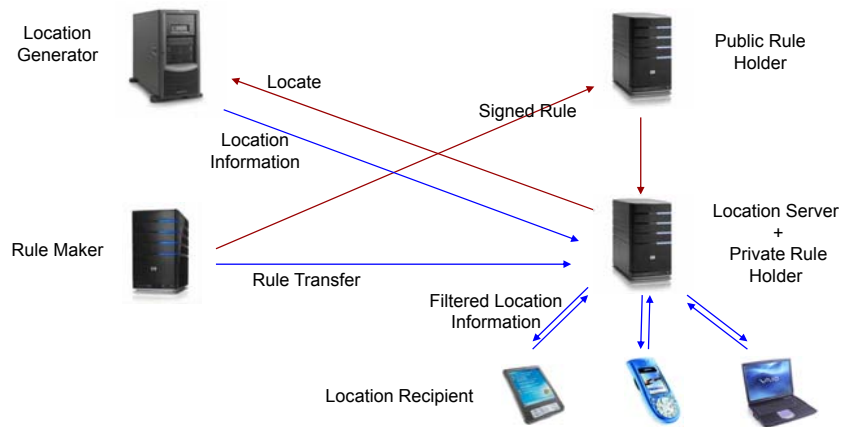 Location
Generator
Public Rule
Holder
Locate
Signed Rule
Location
Information
Rule Maker
Location Server
+
Private Rule
Holder
Rule Transfer
Filtered Location
Information
Location Recipient
VAIO